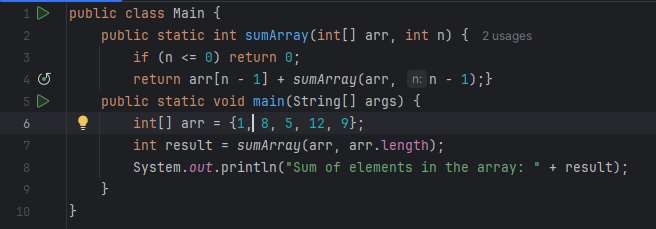 1 public class Main {
2 public static int sumArray(int[] arr, int n) { 2 usages
3 if (n <= 0) return 0;
4 return arr[n - 1] + sumArray(arr, n: n - 1);}
5 public static void main(String[] args) {
6 int[] arr = {1, 8, 5, 12, 9};
7 int result = sumArray(arr, arr.length);
8 System.out.println("Sum of elements in the array: " + result);
9 }
10 }